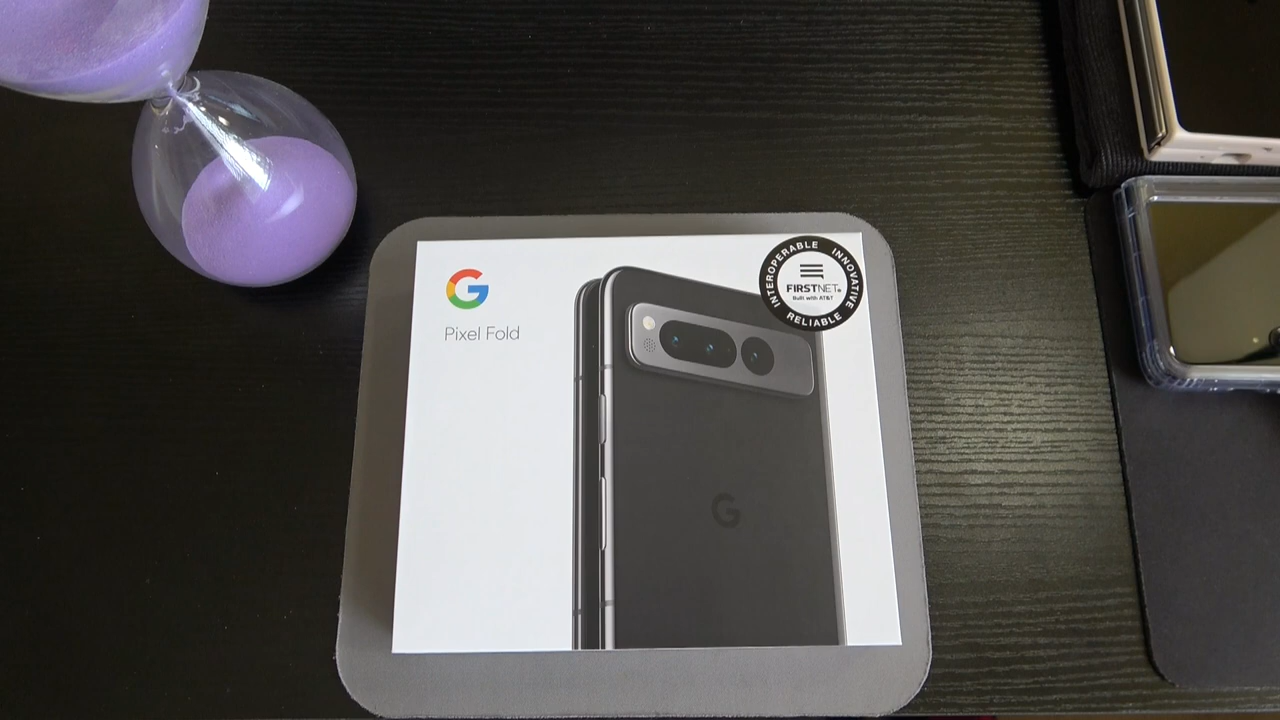 Pixel Fold
INTEROPERABLE INNOVATIVE
FIRSTNET®
Built with AT&T
RELIABLE